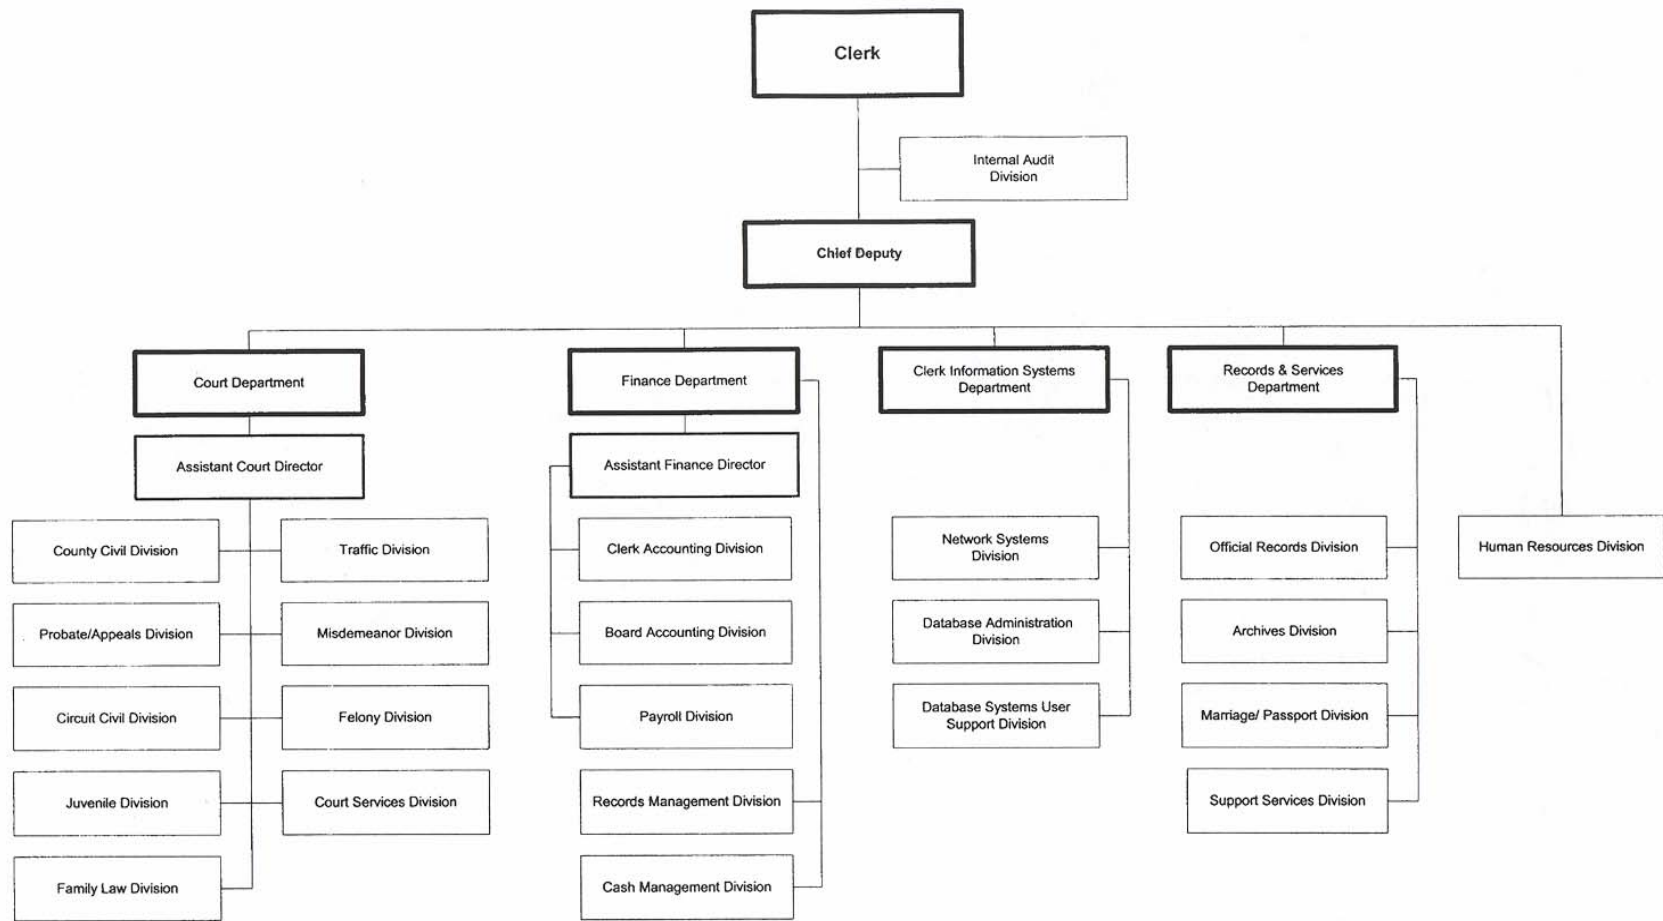 Clerk
Internal Audit
Division
Chief Deputy
Court Department
Finance Department
Clerk Information Systems
Department
Records & Services
Department
Assistant Court Director
Assistant Finance Director
County Civil Division
Traffic Division
Clerk Accounting Division
Network Systems
Division
Official Records Division
Human Resources Division
Probate/Appeals Division
Misdemeanor Division
Board Accounting Division
Database Administration
Division
Archives Division
Circuit Civil Division
Felony Division
Payroll Division
Database Systems User
Support Division
Marriage/ Passport Division
Juvenile Division
Court Services Division
Records Management Division
Support Services Division
Family Law Division
Cash Management Division